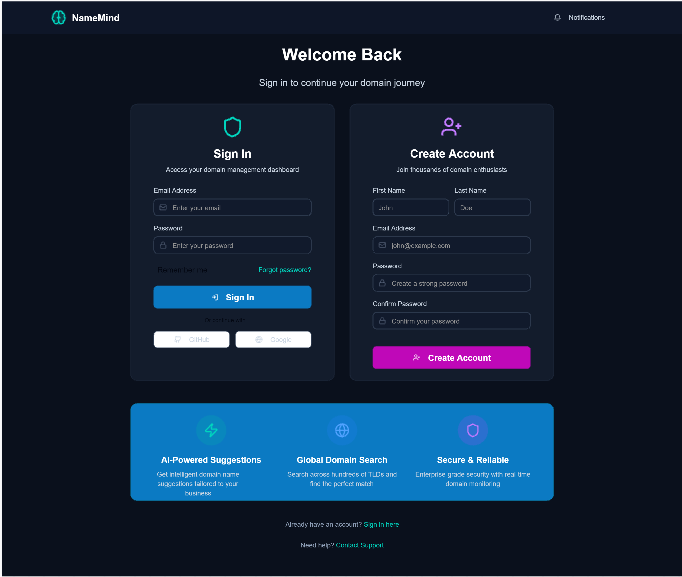 NameMind
Notifications
Welcome Back
Sign in to continue your domain journey
Sign In
Access your domain management dashboard
Email Address
Enter your email
Password
Enter your password
Remember me
Forgot password?
Sign In
GitHub
Google
Create Account
Join thousands of domain enthusiasts
First Name
Last Name
John
Doe
Email Address
john@example.com
Password
Create a strong password
Confirm Password
Confirm your password
Create Account
AI-Powered Suggestions
Get intelligent domain name
suggestions tailored to your
business
Global Domain Search
Search across hundreds of TLDs and
find the perfect match
Secure & Reliable
Enterprise grade security with real time
domain monitoring
Already have an account? Sign in here
Need help? Contact Support